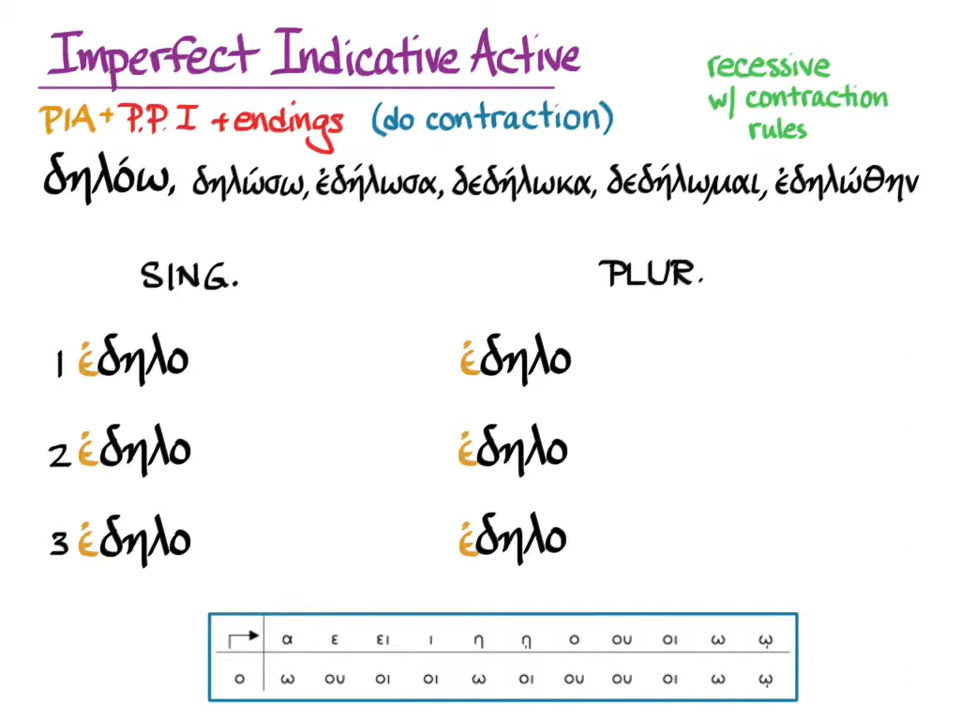 Imperfect Indicative Active
recessive
w/ contraction
rules
PIA + P.P. I + endings (do contraction)
δηλόω, δηλώσω, ἐδήλωσα, δεδήλωκα, δεδήλωμαι, ἐδηλώθην
SING. PLUR.
1 ἐδηλο ἐδηλο
2 ἐδηλο ἐδηλο
3 ἐδηλο ἐδηλο
α ε ει ι η ῃ ο ου οι ω ῳ
ο ω ου οι οι ω οι ου ου οι ω ῳ